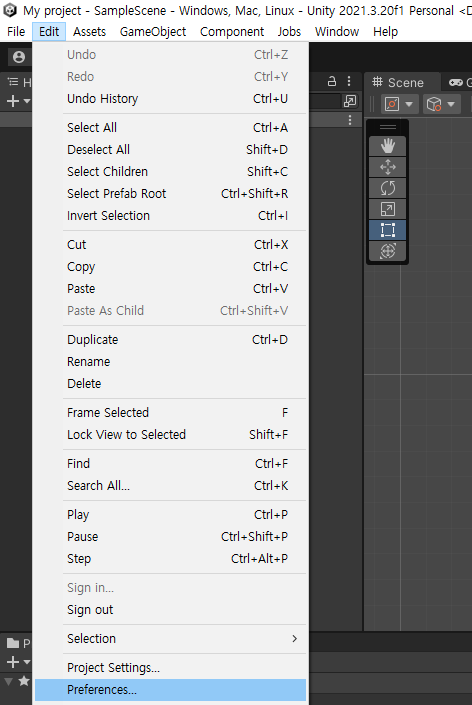 My project - SampleScene - Windows, Mac, Linux - Unity 2021.3.20f1 Personal <D
File Edit Assets GameObject Component Jobs Window Help
Undo Ctrl+Z
Redo Ctrl+Y
Undo History Ctrl+U
Select All Ctrl+A
Deselect All Shift+D
Select Children Shift+C
Select Prefab Root Ctrl+Shift+R
Invert Selection Ctrl+I
Cut Ctrl+X
Copy Ctrl+C
Paste Ctrl+V
Paste As Child Ctrl+Shift+V
Duplicate Ctrl+D
Rename
Delete
Frame Selected F
Lock View to Selected Shift+F
Find Ctrl+F
Search All... Ctrl+K
Play Ctrl+P
Pause Ctrl+Shift+P
Step Ctrl+Alt+P
Sign in...
Sign out
Selection
Project Settings...
Preferences...
H
Scene
G
P